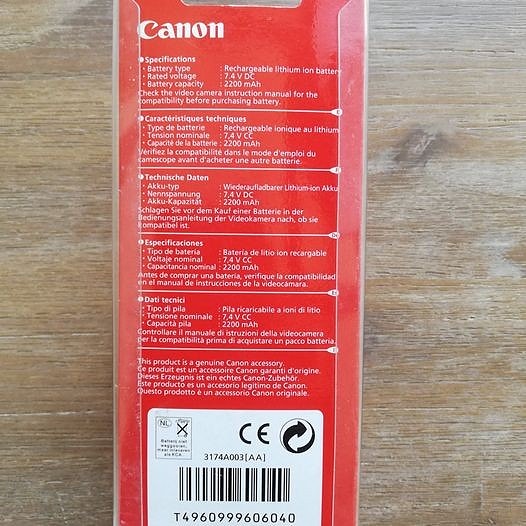 Canon
Specifications
・Battery type : Rechargeable lithium ion battery
・Rated voltage : 7.4 V DC
・Battery capacity : 2200 mAh
Check the video camera instruction manual for the
compatibility before purchasing battery.
E
Caractéristiques techniques
・Type de batterie : Rechargeable ionique au lithium
・Tension nominale : 7,4 V CC
・Capacité de la batterie : 2200 mAh
Vérifiez la compatibilité dans le mode d'emploi du
camescope avant d'acheter une autre batterie.
F
Technische Daten
・Akku-typ : Wiederaufladbarer Lithium-ion Akku
・Nennspannung : 7,4 V DC
・Akku-Kapazität : 2200 mAh
Schlagen Sie vor dem Kauf einer Batterie in der
Bedienungsanleitung der Videokamera nach, ob sie
kompatibel ist.
Especificaciones
・Tipo de batería : Batería de litio ion recargable
・Voltaje nominal : 7,4 V CC
・Capacitancia nominal : 2200 mAh
Antes de comprar una batería, verifique la compatibilidad
en el manual de instrucciones de la videocámara.
Dati tecnici
・Tipo di pila : Pila ricaricabile a ioni di litio
・Tensione nominale : 7,4 V CC
・Capacità pila : 2200 mAh
Controllare il manuale di istruzioni della videocamera
per la compatibilità prima di acquistare un pacco batteria.
This product is a genuine Canon accessory.
Ce produit est un accessoire Canon garanti d'origine.
Dieses Erzeugnis ist ein echtes Canon-Zubehör.
Este producto es un accesorio legítimo de Canon.
Questo prodotto è un accessorio Canon originale.
NL
Batterij niet
weggooien,
maar inleveren
als KCA
CE
3174A003[AA]
T4960999606040